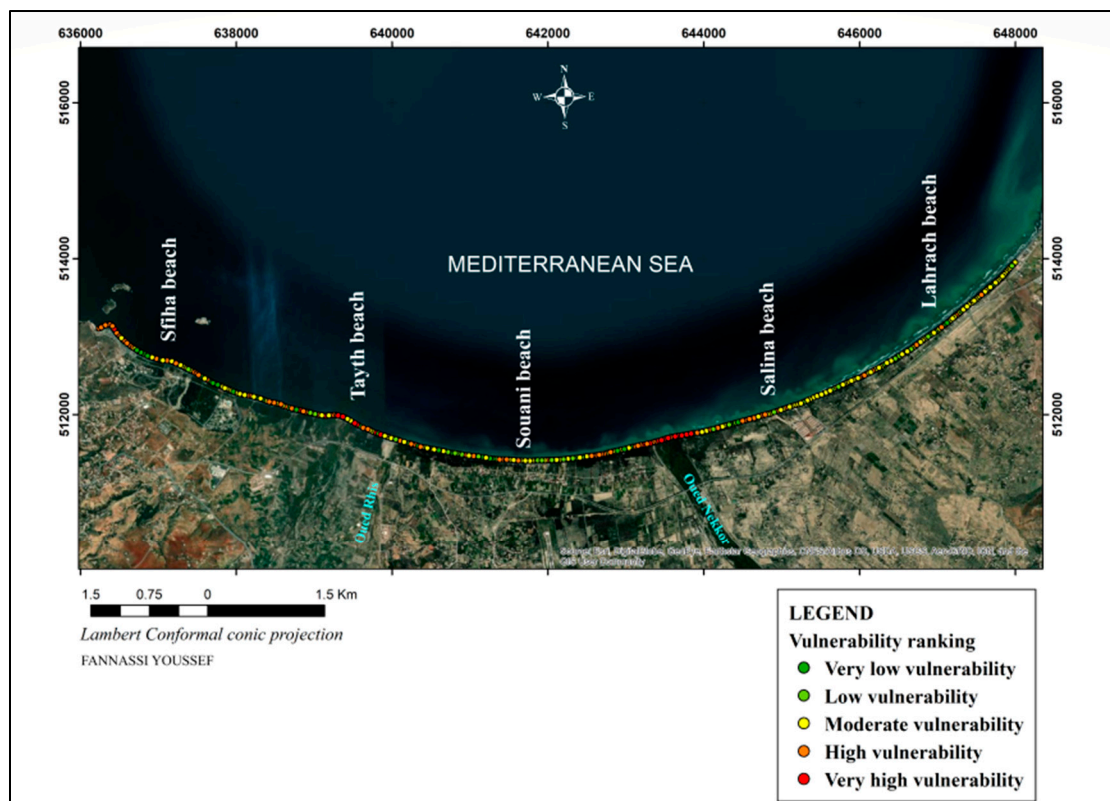 636000 638000 640000 642000 644000 646000 648000
N
W E
S
516000 516000
514000 514000
512000 512000
Sfiha beach
Tayth beach
Souani beach
Salina beach
Lahrach beach
MEDITERRANEAN SEA
Oued Rhis
Oued Nekkor
GIS User Community
1.5 0.75 0 1.5 Km
Lambert Conformal conic projection
FANNASSI YOUSSEF
LEGEND
Vulnerability ranking
Very low vulnerability
Low vulnerability
Moderate vulnerability
High vulnerability
Very high vulnerability